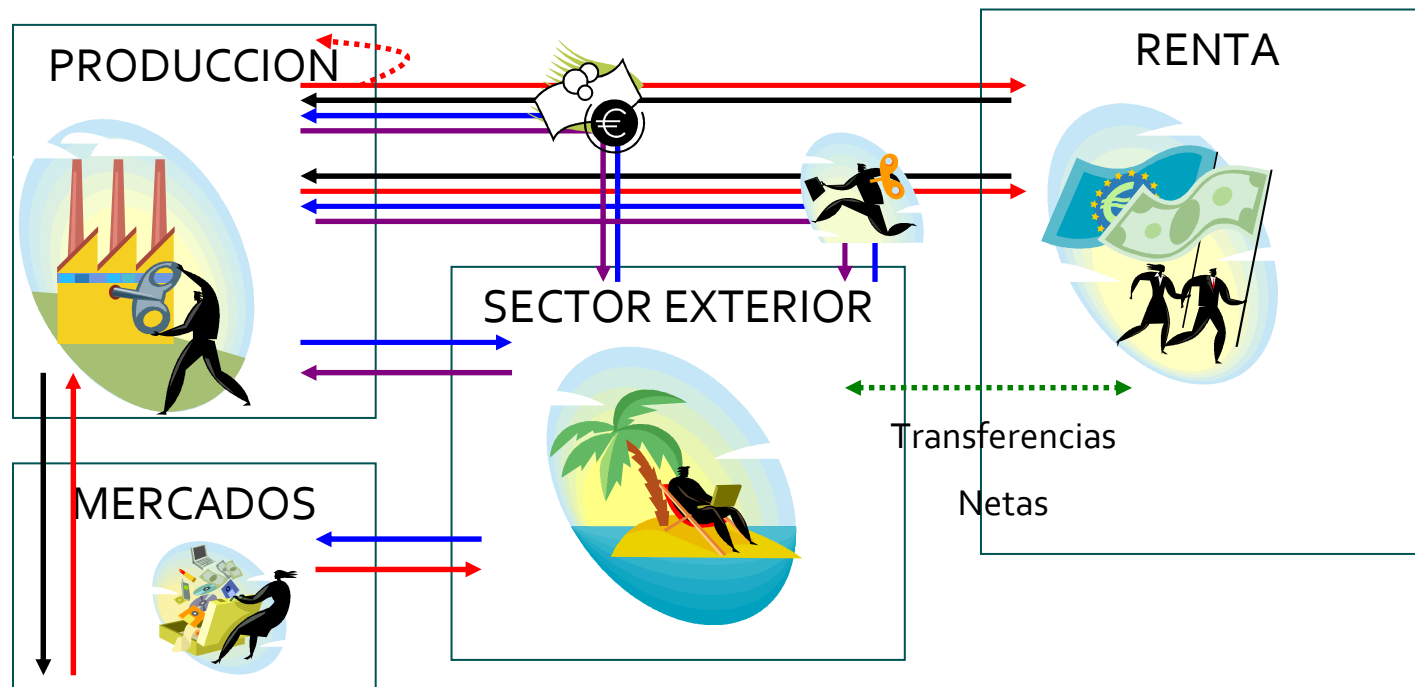 PRODUCCION
RENTA
SECTOR EXTERIOR
Transferencias
Netas
MERCADOS